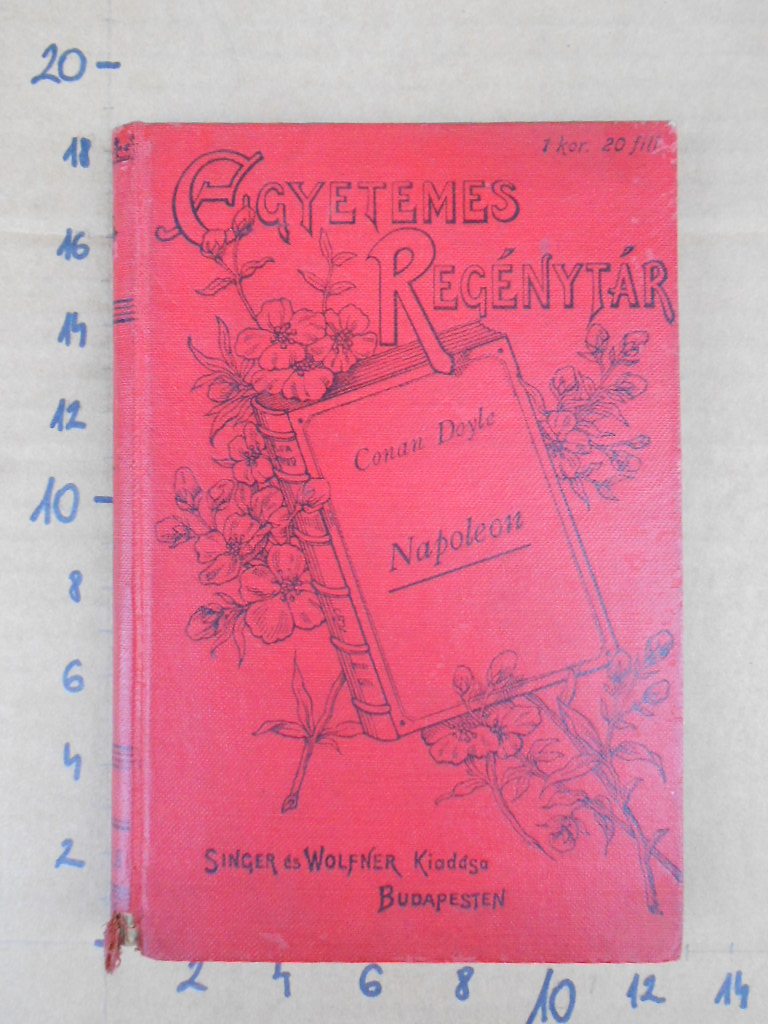 20
18
16
14
12
10
8
6
4
2
1 kor. 20 fill.
EGYETEMES
REGÉNYTÁR
Conan Doyle
Napoleon
SINGER és WOLFNER Kiadása
BUDAPESTEN
2 4 6 8 10 12 14